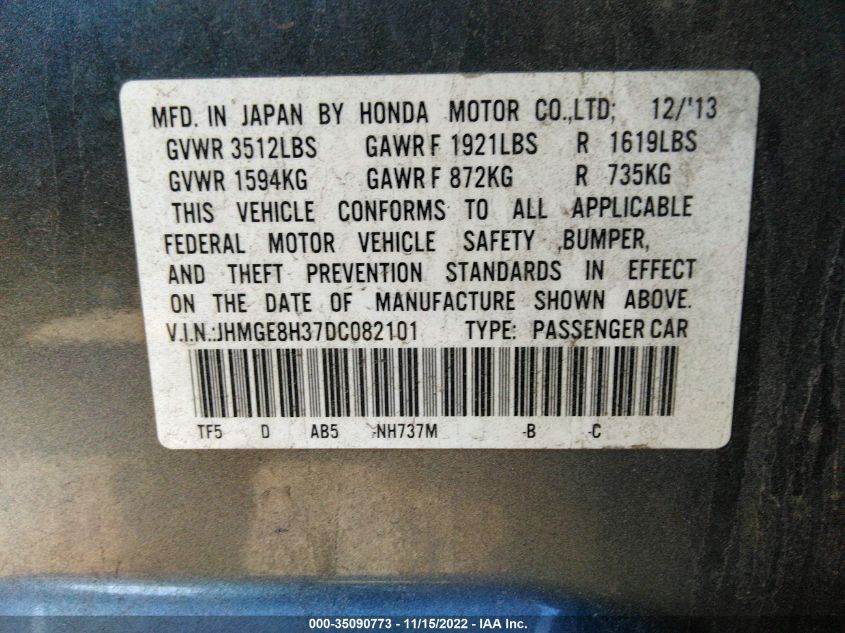 MFD. IN JAPAN BY HONDA MOTOR CO.,LTD; 12/'13
GVWR 3512LBS GAWR F 1921LBS R 1619LBS
GVWR 1594KG GAWR F 872KG R 735KG
THIS VEHICLE CONFORMS TO ALL APPLICABLE
FEDERAL MOTOR VEHICLE SAFETY ,BUMPER,
AND THEFT PREVENTION STANDARDS IN EFFECT
ON THE DATE OF MANUFACTURE SHOWN ABOVE.
V.I.N.:JHMGE8H37DC082101 TYPE: PASSENGER CAR
TF5 D AB5 -NH737M -B -C
000-35090773 - 11/15/2022 - IAA Inc.